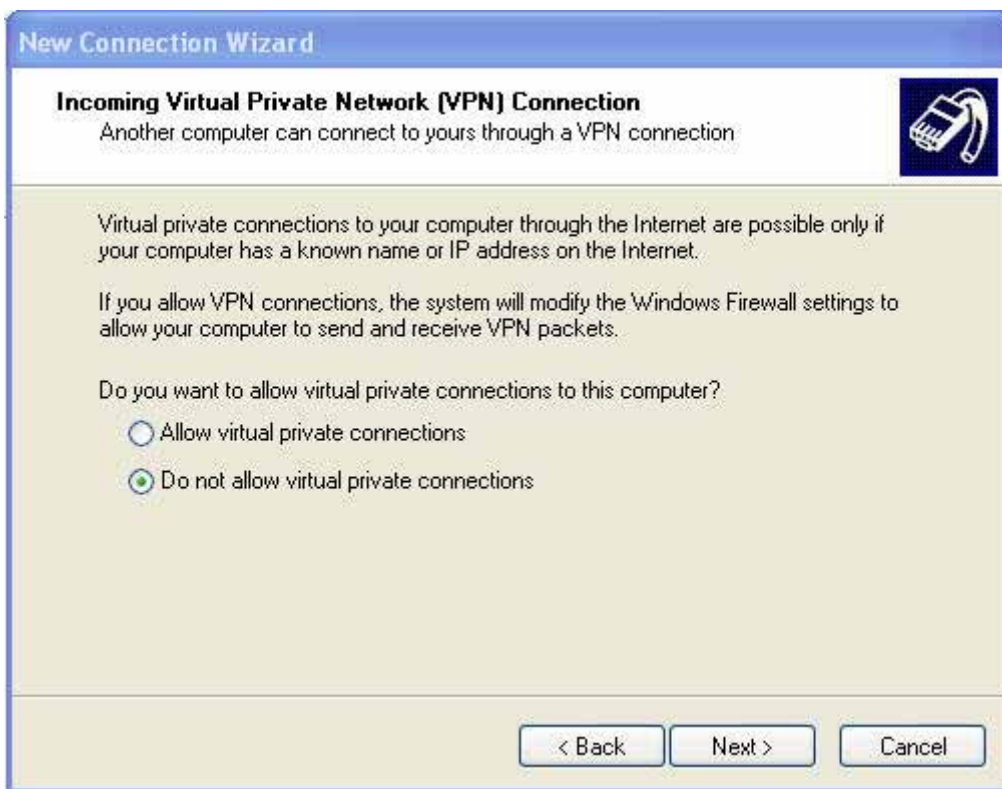 New Connection Wizard
Incoming Virtual Private Network (VPN) Connection
Another computer can connect to yours through a VPN connection
Virtual private connections to your computer through the Internet are possible only if
your computer has a known name or IP address on the Internet.
If you allow VPN connections, the system will modify the Windows Firewall settings to
allow your computer to send and receive VPN packets.
Do you want to allow virtual private connections to this computer?
Allow virtual private connections
Do not allow virtual private connections
< Back Next > Cancel